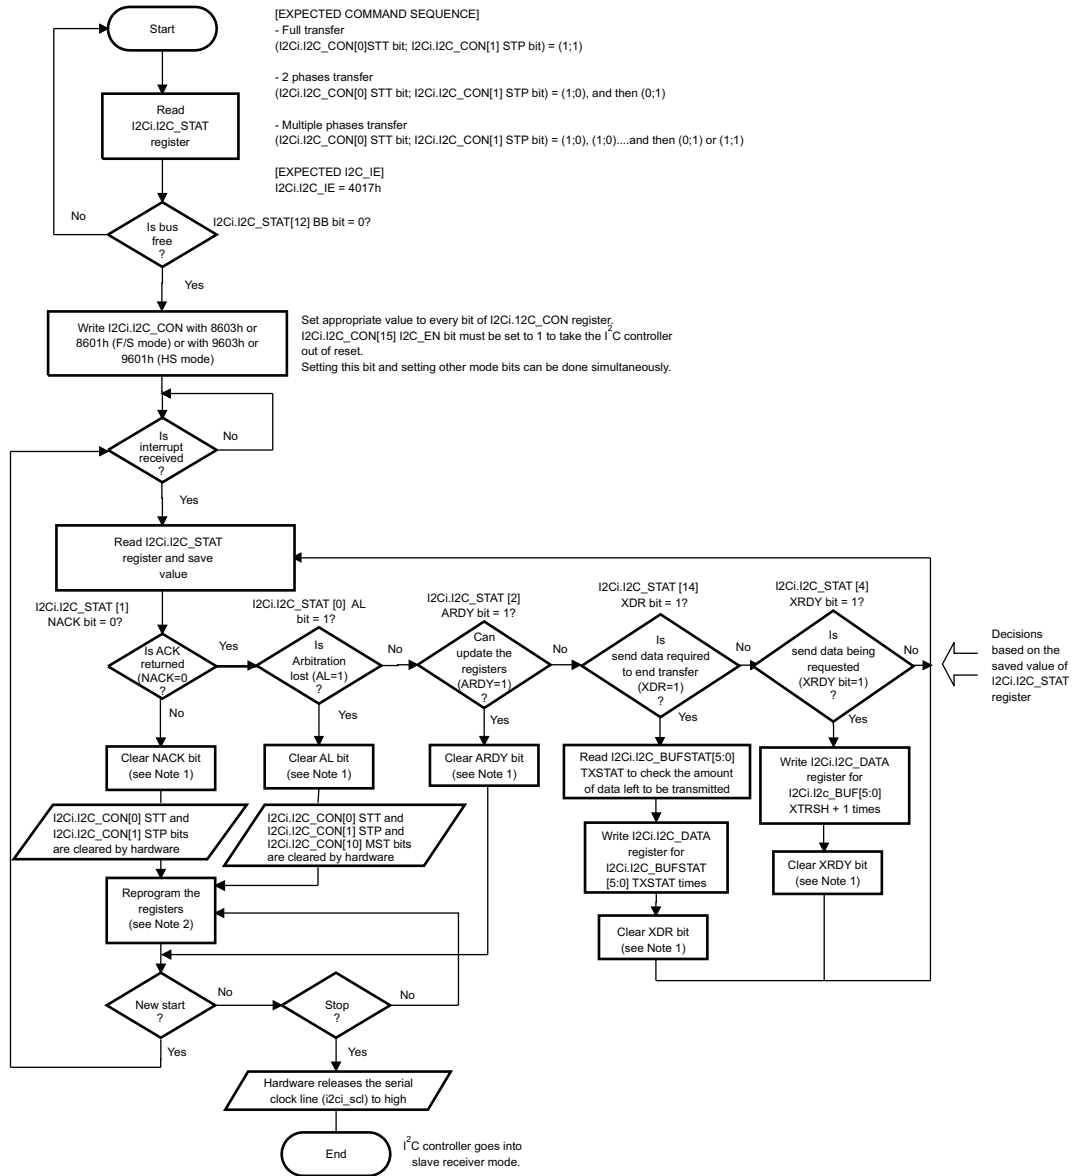 Start
[EXPECTED COMMAND SEQUENCE]
- Full transfer
(I2Ci.I2C_CON[0]STT bit; I2Ci.I2C_CON[1] STP bit) = (1;1)
- 2 phases transfer
(I2Ci.I2C_CON[0] STT bit; I2Ci.I2C_CON[1] STP bit) = (1;0), and then (0;1)
- Multiple phases transfer
(I2Ci.I2C_CON[0] STT bit; I2Ci.I2C_CON[1] STP bit) = (1;0), (1;0)....and then (0;1) or (1;1)
[EXPECTED I2C_IE]
I2Ci.I2C_IE = 4017h
Read
I2Ci.I2C_STAT
register
No
Is bus
free
?
I2Ci.I2C_STAT[12] BB bit = 0?
Yes
Write I2Ci.I2C_CON with 8603h or
8601h (F/S mode) or with 9603h or
9601h (HS mode)
Set appropriate value to every bit of I2Ci.12C_CON register.
I2Ci.I2C_CON[15] I2C_EN bit must be set to 1 to take the I2C controller
out of reset.
Setting this bit and setting other mode bits can be done simultaneously.
Is
interrupt
received
?
No
Yes
Read I2Ci.I2C_STAT
register and save
value
I2Ci.I2C_STAT [1]
NACK bit = 0?
Is ACK
returned
(NACK=0
?
Yes
No
I2Ci.I2C_STAT [0] AL
bit = 1?
Is
Arbitration
lost (AL=1)
?
No
Yes
I2Ci.I2C_STAT [2]
ARDY bit = 1?
Can
update the
registers
(ARDY=1)
?
No
Yes
I2Ci.I2C_STAT [14]
XDR bit = 1?
Is
send data required
to end transfer
(XDR=1)
?
No
Yes
I2Ci.I2C_STAT [4]
XRDY bit = 1?
Is
send data being
requested
(XRDY bit=1)
?
No
Yes
Decisions
based on the
saved value of
I2Ci.I2C_STAT
register
Clear NACK bit
(see Note 1)
Clear AL bit
(see Note 1)
Clear ARDY bit
(see Note 1)
Read I2Ci.I2C_BUFSTAT[5:0]
TXSTAT to check the amount
of data left to be transmitted
Write I2Ci.I2C_DATA
register for
I2Ci.I2c_BUF[5:0]
XTRSH + 1 times
I2Ci.I2C_CON[0] STT and
I2Ci.I2C_CON[1] STP bits
are cleared by hardware
I2Ci.I2C_CON[0] STT and
I2Ci.I2C_CON[1] STP and
I2Ci.I2C_CON[10] MST bits
are cleared by hardware
Write I2Ci.I2C_DATA
register for
I2Ci.I2C_BUFSTAT
[5:0] TXSTAT times
Clear XRDY bit
(see Note 1)
Reprogram the
registers
(see Note 2)
Clear XDR bit
(see Note 1)
New start
?
No
Yes
Stop
?
No
Yes
Hardware releases the serial
clock line (i2ci_scl) to high
End
I2C controller goes into
slave receiver mode.